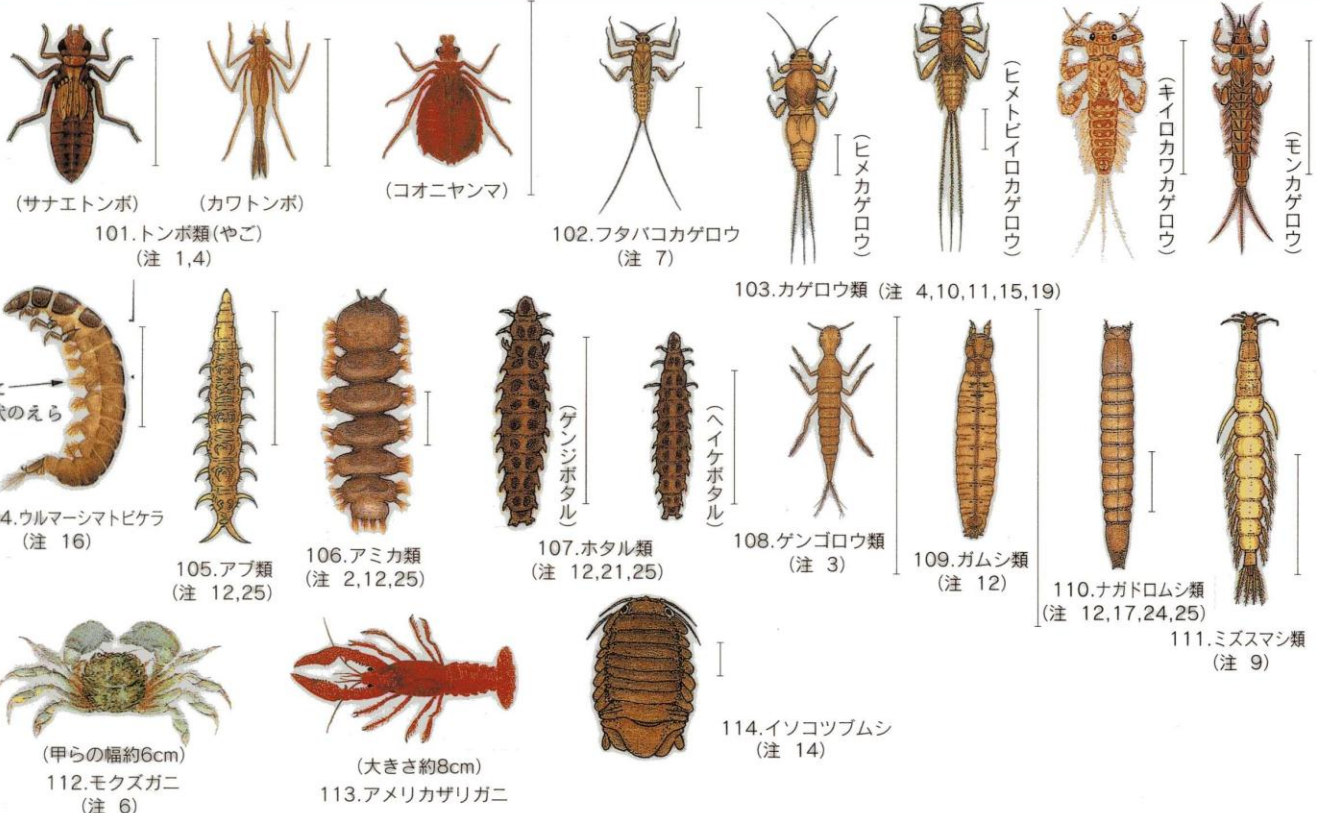 (サナエトンボ)
(カワトンボ)
(コオニヤンマ)
101.トンボ類(やご)
(注 1,4)
102.フタバコカゲロウ
(注 7)
(ヒメカゲロウ)
(ヒメトビイロカゲロウ)
(キイロカワカゲロウ)
(モンカゲロウ)
103.カゲロウ類 (注 4,10,11,15,19)
状のえら
4.ウルマーシマトビケラ
(注 16)
105.アブ類
(注 12,25)
106.アミカ類
(注 2,12,25)
(ゲンジボタル)
(ヘイケボタル)
107.ホタル類
(注 12,21,25)
108.ゲンゴロウ類
(注 3)
109.ガムシ類
(注 12)
110.ナガドロムシ類
(注 12,17,24,25)
111.ミズスマシ類
(注 9)
(甲らの幅約6cm)
112.モクズガニ
(注 6)
(大きさ約8cm)
113.アメリカザリガニ
114.イソコツブムシ
(注 14)